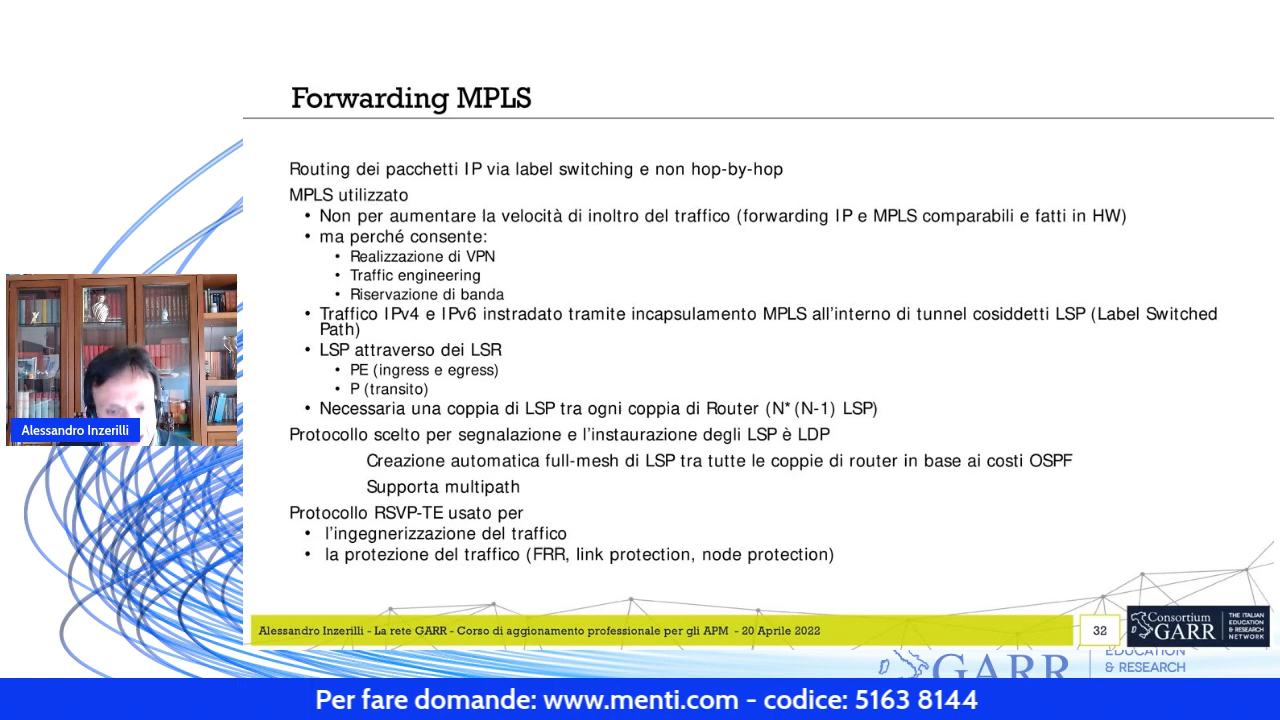 Forwarding MPLS
Routing dei pacchetti IP via label switching e non hop-by-hop
MPLS utilizzato
• Non per aumentare la velocità di inoltro del traffico (forwarding IP e MPLS comparabili e fatti in HW)
• ma perché consente:
• Realizzazione di VPN
• Traffic engineering
• Riservazione di banda
• Traffico IPv4 e IPv6 instradato tramite incapsulamento MPLS all'interno di tunnel cosiddetti LSP (Label Switched
Path)
• LSP attraverso dei LSR
• PE (ingress e egress)
• P (transito)
• Necessaria una coppia di LSP tra ogni coppia di Router (N*(N-1) LSP)
Protocollo scelto per segnalazione e l'instaurazione degli LSP è LDP
Creazione automatica full-mesh di LSP tra tutte le coppie di router in base ai costi OSPF
Supporta multipath
Protocollo RSVP-TE usato per
• l'ingegnerizzazione del traffico
• la protezione del traffico (FRR, link protection, node protection)
Alessandro Inzerilli
Alessandro Inzerilli - La rete GARR - Corso di aggionamento professionale per gli APM - 20 Aprile 2022
32
Consortium
GARR
THE ITALIAN
EDUCATION
& RESEARCH
NETWORK
GARR
EDUCATION
& RESEARCH
Per fare domande: www.menti.com - codice: 5163 8144